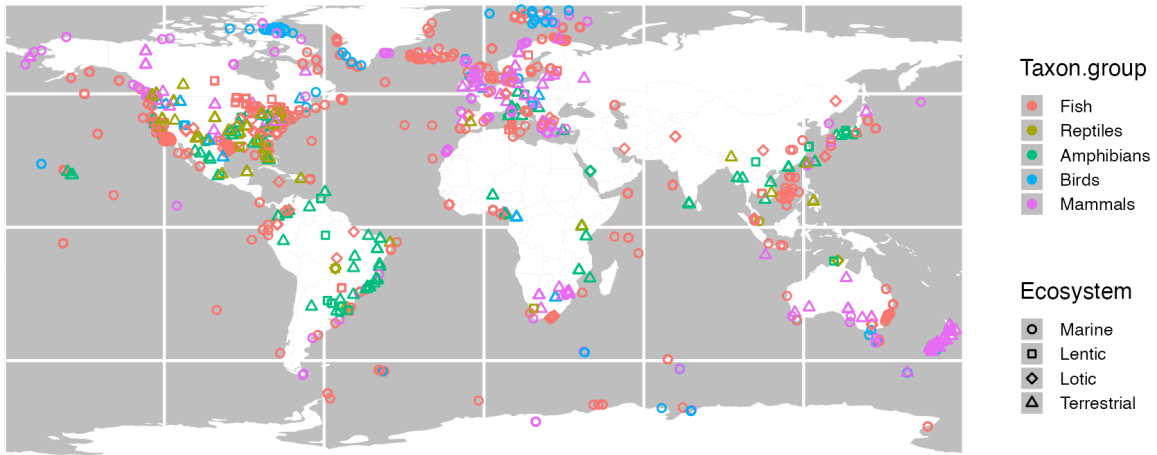 Taxon.group
Fish
Reptiles
Amphibians
Birds
Mammals
Ecosystem
Marine
Lentic
Lotic
Terrestrial